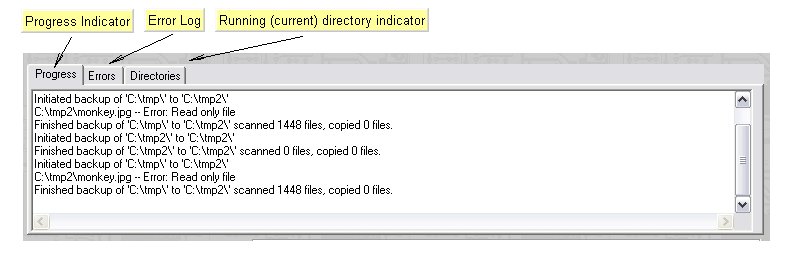 Progress Indicator Error Log Running (current) directory indicator
Progress Errors Directories
Initiated backup of 'C:\tmp\' to 'C:\tmp2\'
C:\tmp2\monkey.jpg -- Error: Read only file
Finished backup of 'C:\tmp\' to 'C:\tmp2\' scanned 1448 files, copied 0 files.
Initiated backup of 'C:\tmp2\' to 'C:\tmp2\'
Finished backup of 'C:\tmp2\' to 'C:\tmp2\' scanned 0 files, copied 0 files.
Initiated backup of 'C:\tmp\' to 'C:\tmp2\'
C:\tmp2\monkey.jpg -- Error: Read only file
Finished backup of 'C:\tmp\' to 'C:\tmp2\' scanned 1448 files, copied 0 files.